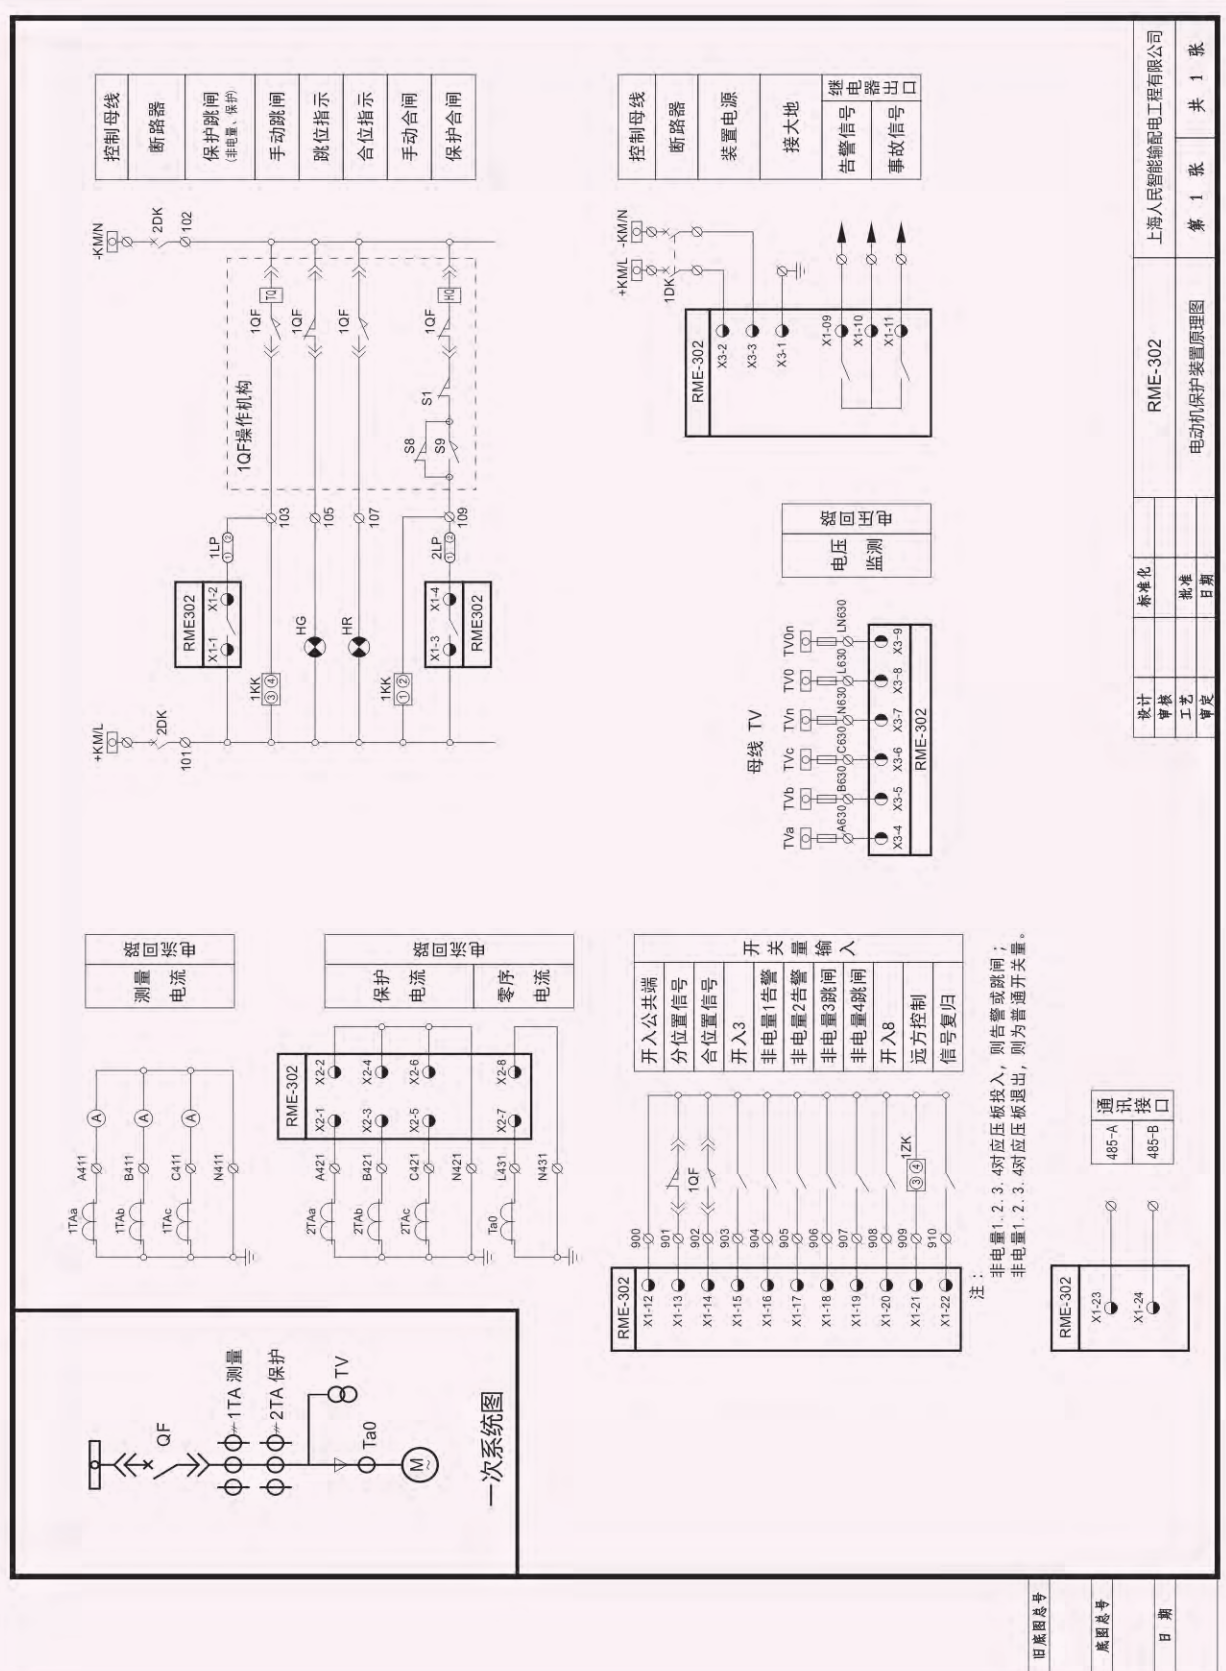 一次系统图
QF
1TA 测量
2TA 保护
TV
Ta0
M
~
电流回路
测量
电流
1TAa
A411
A
1TAb
B411
A
1TAc
C411
A
N411
电流回路
保护
电流
零序
电流
RME-302
2TAa
A421
X2-1
X2-2
2TAb
B421
X2-3
X2-4
2TAc
C421
X2-5
X2-6
N421
Ta0
L431
X2-7
X2-8
N431
控制母线
断路器
保护跳闸
(非电量、保护)
手动跳闸
跳位指示
合位指示
手动合闸
保护合闸
+KM/L
2DK
101
-KM/N
2DK
102
RME302
X1-1
X1-2
1LP
① ②
1KK
③ ④
103
1QF操作机构
1QF
TQ
HG
105
1QF
HR
107
1QF
1KK
① ②
X1-3
X1-4
RME302
2LP
① ②
109
S8
S9
S1
1QF
HQ
开关量输入
开入公共端
分位置信号
合位置信号
开入3
非电量1告警
非电量2告警
非电量3跳闸
非电量4跳闸
开入8
远方控制
信号复归
RME-302
X1-12
900
X1-13
901
X1-14
902
1QF
X1-15
903
X1-16
904
X1-17
905
X1-18
906
X1-19
907
X1-20
908
X1-21
909
③ ④
1ZK
X1-22
910
注:
非电量1.2.3.4对应压板投入, 则告警或跳闸;
非电量1.2.3.4对应压板退出, 则为普通开关量。
通讯接口
485-A
485-B
RME-302
X1-23
X1-24
母线 TV
电压回路
电压
监测
TVa
TVb
TVc
TVn
TV0
TV0n
A630
B630
C630
N630
L630
LN630
X3-4
X3-5
X3-6
X3-7
X3-8
X3-9
RME-302
控制母线
断路器
装置电源
接大地
继电器出口
告警信号
事故信号
+KM/L
-KM/N
1DK
RME-302
X3-2
X3-3
X3-1
X1-09
X1-10
X1-11
上海人民智能输配电工程有限公司
第 1 张
共 1 张
RME-302
电动机保护装置原理图
设计
审核
工艺
审定
标准化
批准
日期
旧底图总号
底图总号
日 期